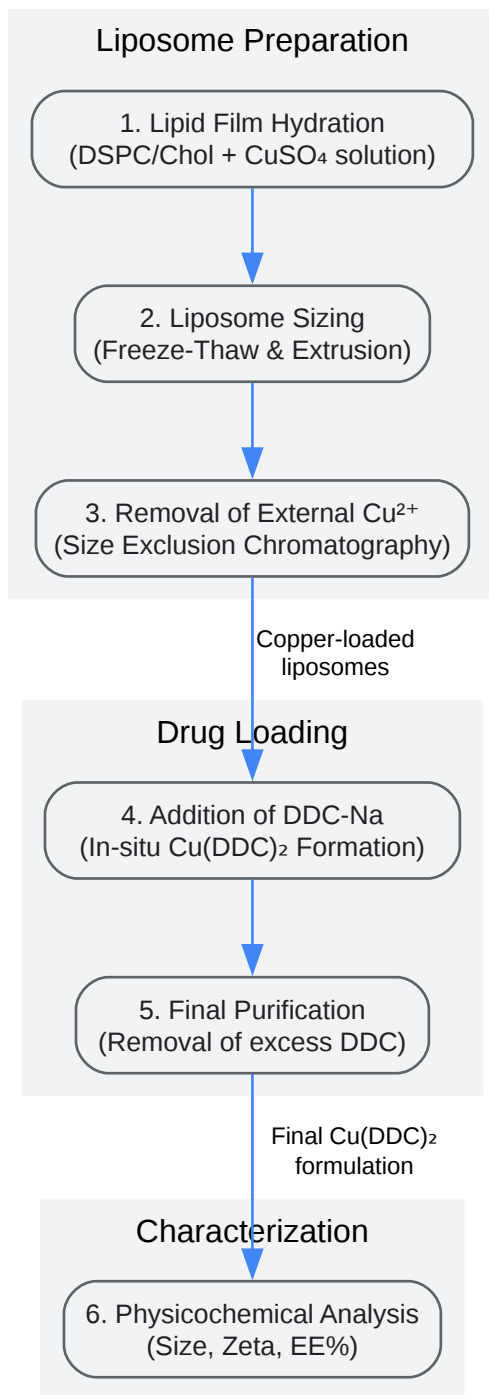 Liposome Preparation
1. Lipid Film Hydration
(DSPC/Chol + CuSO₄ solution)
2. Liposome Sizing
(Freeze-Thaw & Extrusion)
3. Removal of External Cu²⁺
(Size Exclusion Chromatography)
Copper-loaded
liposomes
Drug Loading
4. Addition of DDC-Na
(In-situ Cu(DDC)₂ Formation)
5. Final Purification
(Removal of excess DDC)
Final Cu(DDC)₂
formulation
Characterization
6. Physicochemical Analysis
(Size, Zeta, EE%)